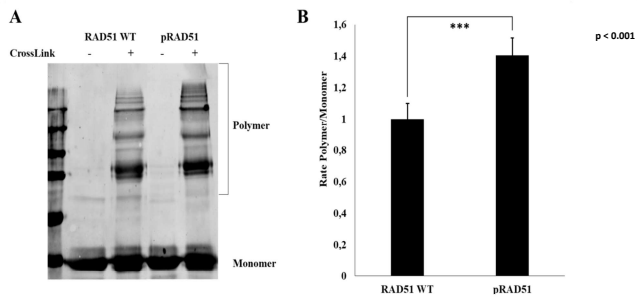 A
RAD51 WT pRAD51
CrossLink - + - +
Polymer
Monomer
B
***
p < 0.001
Rate Polymer/Monomer
1,6
1,4
1,2
1
0,8
0,6
0,4
0,2
0
RAD51 WT pRAD51